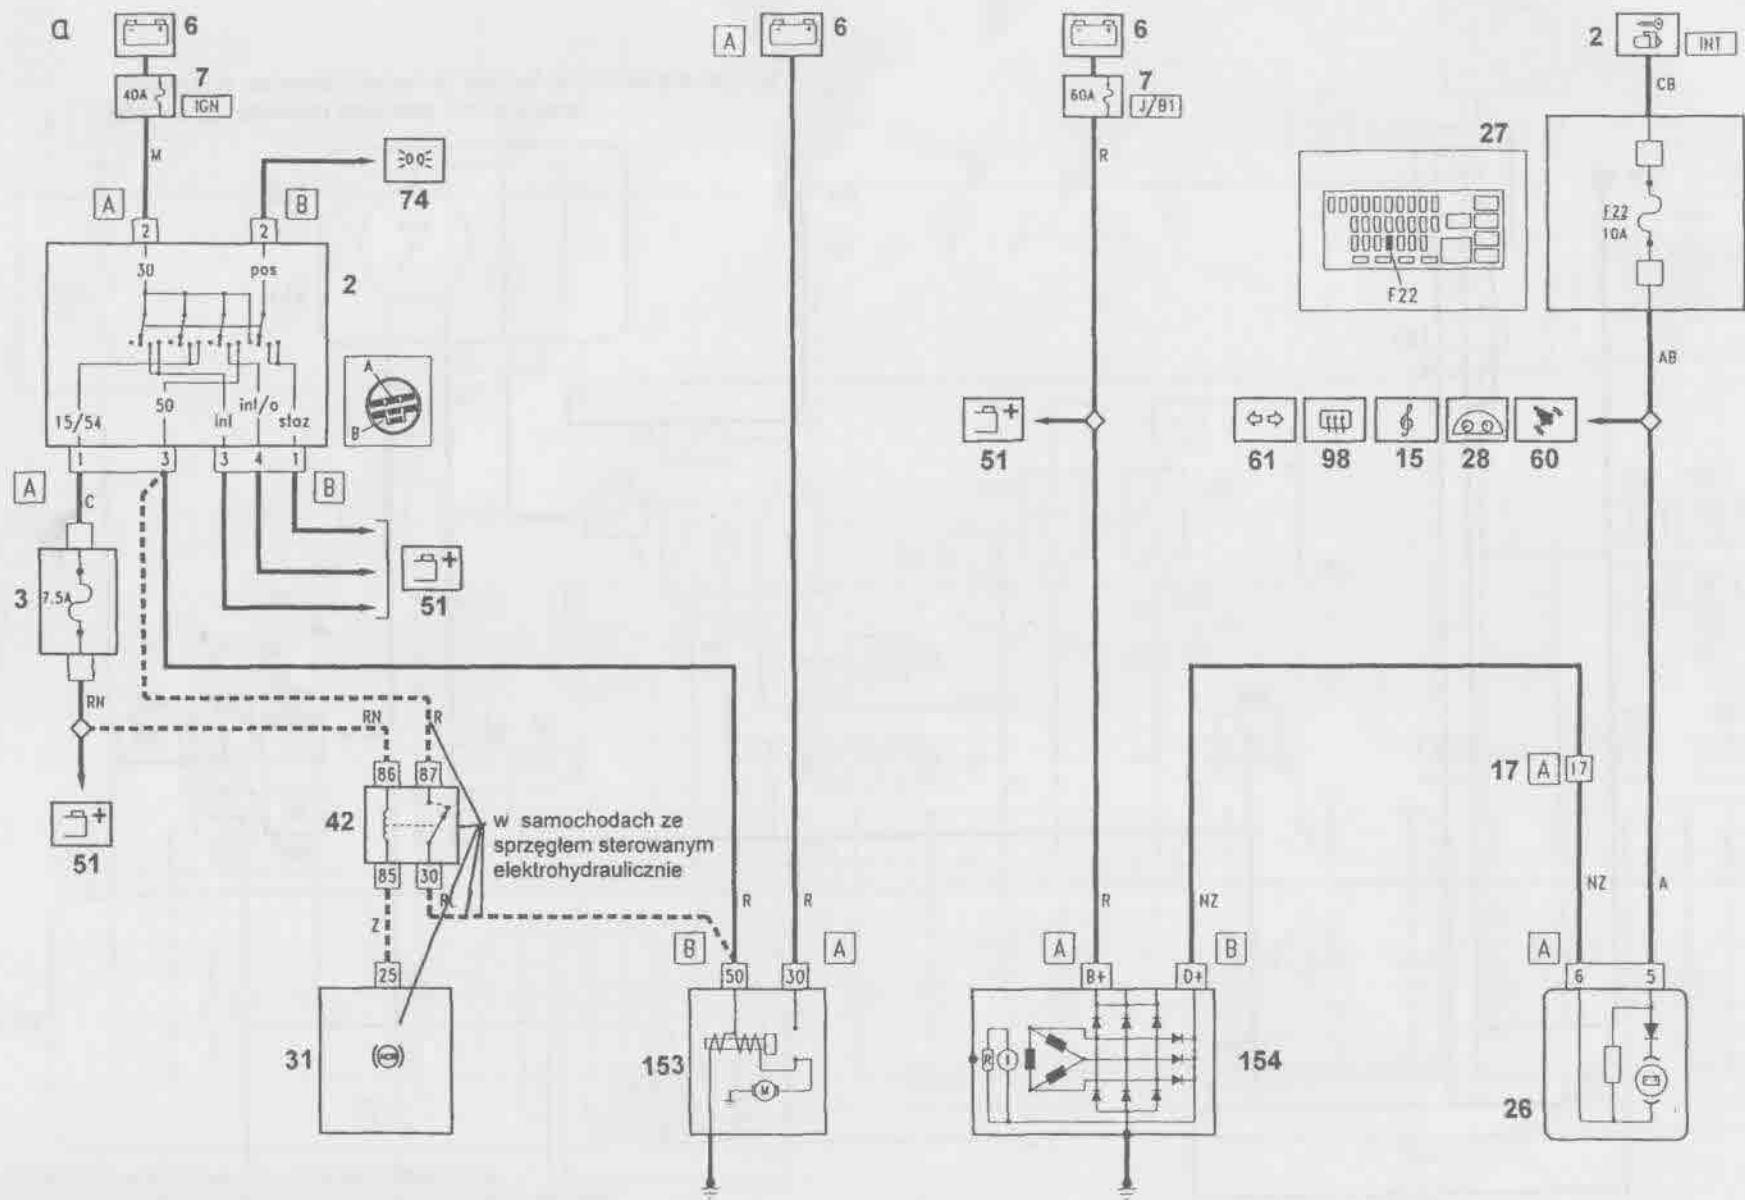 a
6
A
6
6
2
INT
40A
7
IGN
60A
7
J/B1
CB
M
R
27
F22
10A
F22
A
B
74
2
2
30
pos
2
A
B
15/54
50
int
int/o
staz
1
3
3
4
1
A
B
C
3
7.5A
51
RN
RN
R
51
51
61
98
15
28
60
AB
86
87
42
85
30
w samochodach ze
sprzęgłem sterowanym
elektrohydraulicznie
Z
R
R
R
R
NZ
17
A
17
NZ
A
25
31
B
50
30
A
153
M
A
B+
D+
B
R
154
A
6
5
26